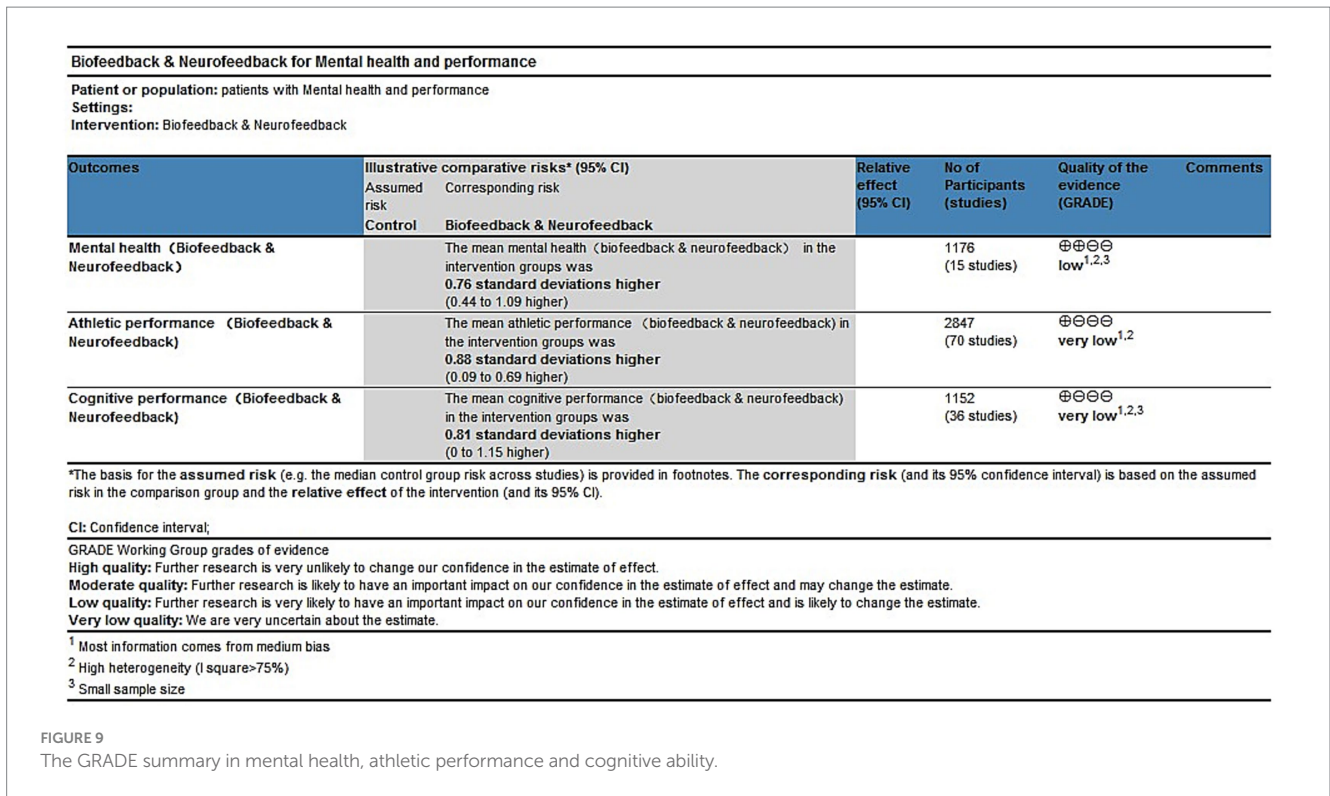 Biofeedback & Neurofeedback for Mental health and performance
Patient or population: patients with Mental health and performance
Settings:
Intervention: Biofeedback & Neurofeedback
Outcomes
Illustrative comparative risks* (95% CI)
Assumed
risk
Corresponding risk
Control
Biofeedback & Neurofeedback
Relative
effect
(95% CI)
No of
Participants
(studies)
Quality of the
evidence
(GRADE)
Comments
Mental health（Biofeedback &
Neurofeedback）
The mean mental health（biofeedback & neurofeedback） in the
intervention groups was
0.76 standard deviations higher
(0.44 to 1.09 higher)
1176
(15 studies)
⊕⊕⊖⊖
low1,2,3
Athletic performance （Biofeedback &
Neurofeedback)
The mean athletic performance （biofeedback & neurofeedback) in
the intervention groups was
0.88 standard deviations higher
(0.09 to 0.69 higher)
2847
(70 studies)
⊕⊖⊖⊖
very low1,2
Cognitive performance（Biofeedback &
Neurofeedback)
The mean cognitive performance（biofeedback & neurofeedback)
in the intervention groups was
0.81 standard deviations higher
(0 to 1.15 higher)
1152
(36 studies)
⊕⊖⊖⊖
very low1,2,3
*The basis for the assumed risk (e.g. the median control group risk across studies) is provided in footnotes. The corresponding risk (and its 95% confidence interval) is based on the assumed
risk in the comparison group and the relative effect of the intervention (and its 95% CI).
CI: Confidence interval;
GRADE Working Group grades of evidence
High quality: Further research is very unlikely to change our confidence in the estimate of effect.
Moderate quality: Further research is likely to have an important impact on our confidence in the estimate of effect and may change the estimate.
Low quality: Further research is very likely to have an important impact on our confidence in the estimate of effect and is likely to change the estimate.
Very low quality: We are very uncertain about the estimate.
1 Most information comes from medium bias
2 High heterogeneity (I square>75%)
3 Small sample size
FIGURE 9
The GRADE summary in mental health, athletic performance and cognitive ability.